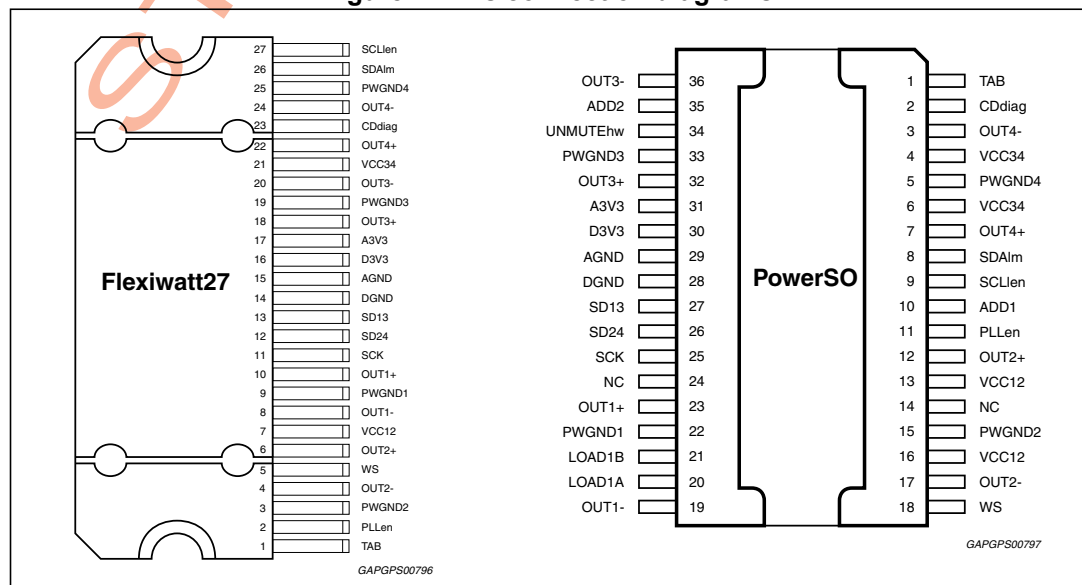 27 SCLlen
26 SDAlm
25 PWGND4
24 OUT4-
23 CDdiag
22 OUT4+
21 VCC34
20 OUT3-
19 PWGND3
18 OUT3+
17 A3V3
16 D3V3
15 AGND
14 DGND
13 SD13
12 SD24
11 SCK
10 OUT1+
9 PWGND1
8 OUT1-
7 VCC12
6 OUT2+
5 WS
4 OUT2-
3 PWGND2
2 PLLen
1 TAB
Flexiwatt27
GAPGPS00796
OUT3- 36 1 TAB
ADD2 35 2 CDdiag
UNMUTEhw 34 3 OUT4-
PWGND3 33 4 VCC34
OUT3+ 32 5 PWGND4
A3V3 31 6 VCC34
D3V3 30 7 OUT4+
AGND 29 8 SDAlm
DGND 28 9 SCLlen
SD13 27 10 ADD1
SD24 26 11 PLLen
SCK 25 12 OUT2+
NC 24 13 VCC12
OUT1+ 23 14 NC
PWGND1 22 15 PWGND2
LOAD1B 21 16 VCC12
LOAD1A 20 17 OUT2-
OUT1- 19 18 WS
PowerSO
GAPGPS00797